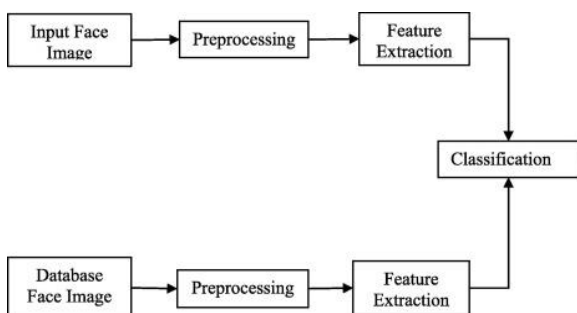 Input Face
Image
Preprocessing
Feature
Extraction
Classification
Database
Face Image
Preprocessing
Feature
Extraction